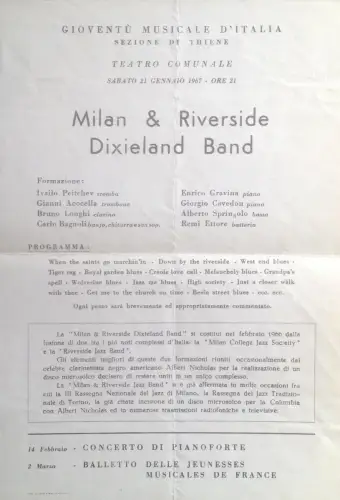 GIOVENTÙ MUSICALE D'ITALIA
SEZIONE DI THIENE
TEATRO COMUNALE
SABATO 21 GENNAIO 1967 - ORE 21
Milan & Riverside
Dixieland Band
Formazione:
Ivailo Peitchev tromba
Gianni Acocella trombone
Bruno Longhi clarino
Carlo Bagnoli banjo, chitarra e sax sop.
Enrico Gravina piano
Giorgio Covedon piano
Alberto Springolo basso
Remi Ettore batteria
PROGRAMMA:
When the saints go marchin'in - Down by the riverside - West end blues -
Tiger rag - Royal garden blues - Creole love call - Melancholy blues - Grandpa's
spell - Wolverine blues - Jazz me blues - High society - Just a closer walk
with thee - Get me to the church on time - Beale street blues - ecc. ecc.
Ogni pezzo sarà brevemente ed appropriatamente commentato.
La "Milan & Riverside Dixieland Band" si costituì nel febbraio 1966 dalla
fusione di due tra i più noti complessi d'Italia: la "Milan College Jazz Society"
e la "Riverside Jazz Band".
Gli elementi migliori di queste due formazioni riuniti occasionalmente dal
celebre clarinettista negro americano Albert Nicholas per la realizzazione di un
disco microsolco decisero di restare uniti in un unico complesso.
La "Milan & Riverside Jazz Band" si è già affermata in molte occasioni fra
cui la III Rassegna Nazionale del Jazz di Milano, la Rassegna del Jazz Tradizio-
nale di Torino, la già citata incisione di un disco microsolco per la Columbia
con Albert Nicholas ed in numerose trasmissioni radiofoniche e televisive.
14 Febbraio - CONCERTO DI PIANOFORTE
2 Marzo - BALLETTO DELLE JEUNESSES
MUSICALES DE FRANCE